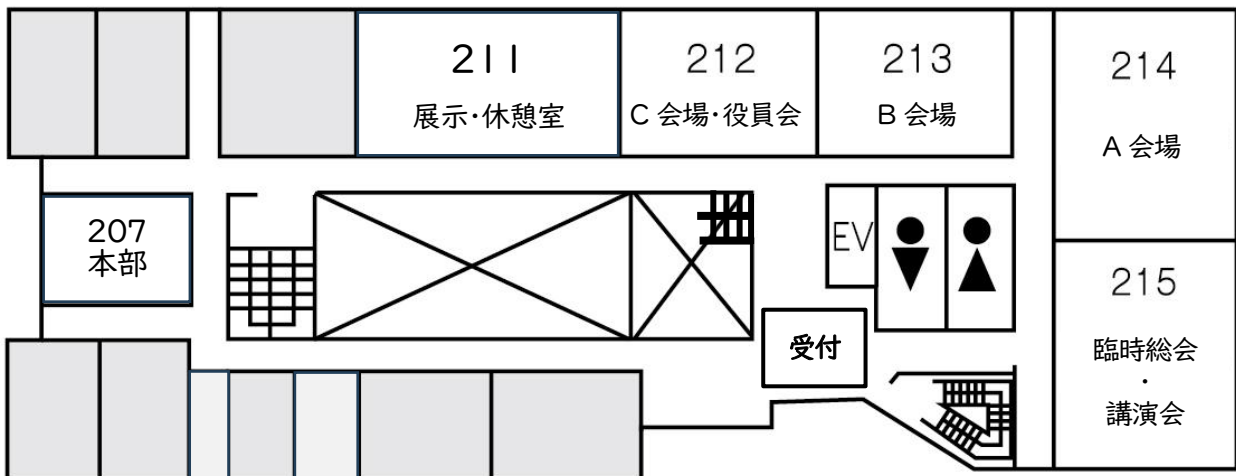 211
展示・休憩室
212
C 会場・役員会
213
B 会場
214
A 会場
207
本部
EV
受付
215
臨時総会
・
講演会